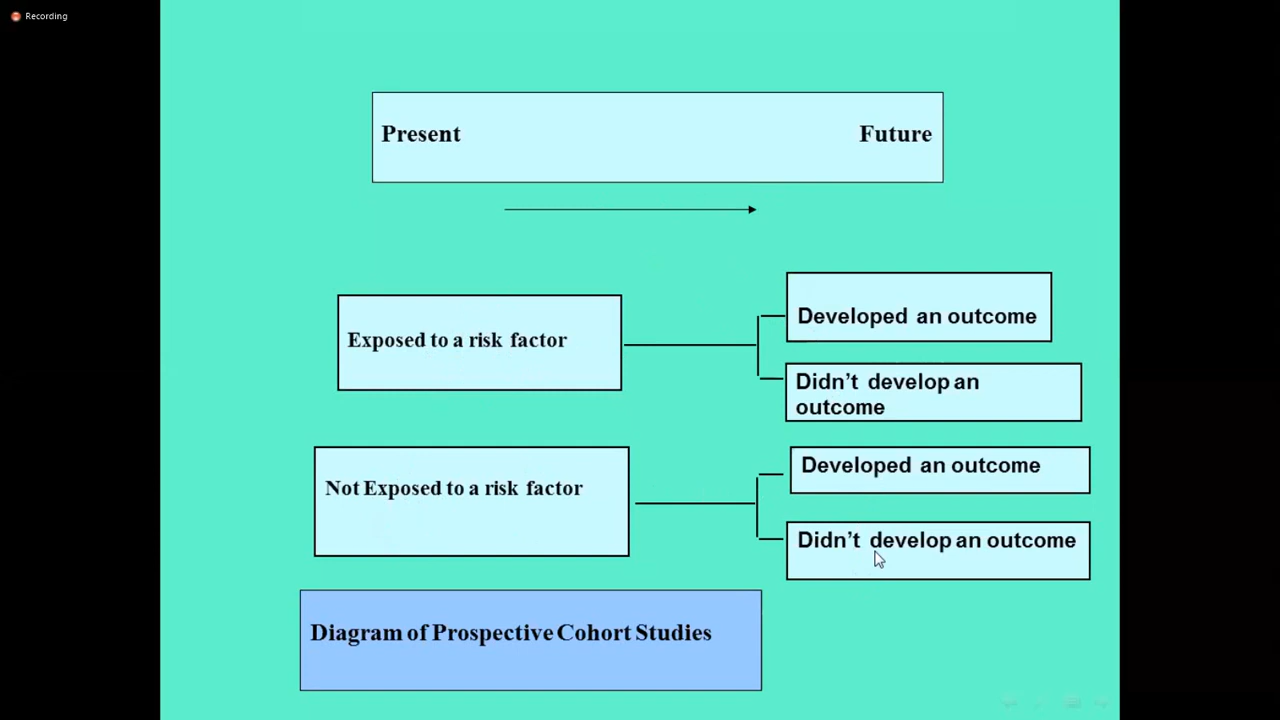 Recording
Present Future
Exposed to a risk factor
Developed an outcome
Didn’t develop an
outcome
Not Exposed to a risk factor
Developed an outcome
Didn’t develop an outcome
Diagram of Prospective Cohort Studies